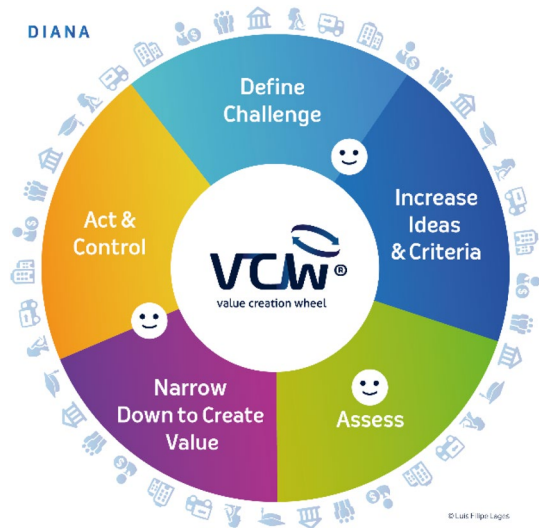 DIANA
Define
Challenge
Increase
Ideas
& Criteria
Assess
Narrow
Down to Create
Value
Act &
Control
VCW®
value creation wheel
© Luis Filipe Lages